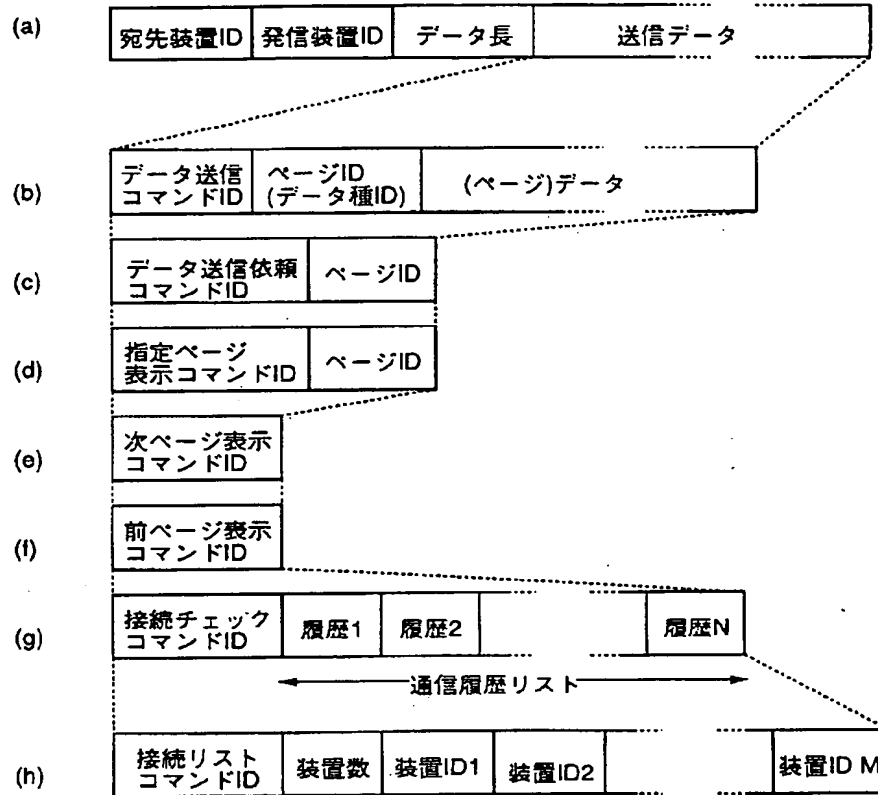 (a) 宛先装置ID 発信装置ID データ長 送信データ
(b) データ送信 コマンドID ページID (データ種ID) (ページ)データ
(c) データ送信依頼 コマンドID ページID
(d) 指定ページ 表示コマンドID ページID
(e) 次ページ表示 コマンドID
(f) 前ページ表示 コマンドID
(g) 接続チェック コマンドID 履歴1 履歴2 履歴N
通信履歴リスト
(h) 接続リスト コマンドID 装置数 装置ID1 装置ID2 装置ID M